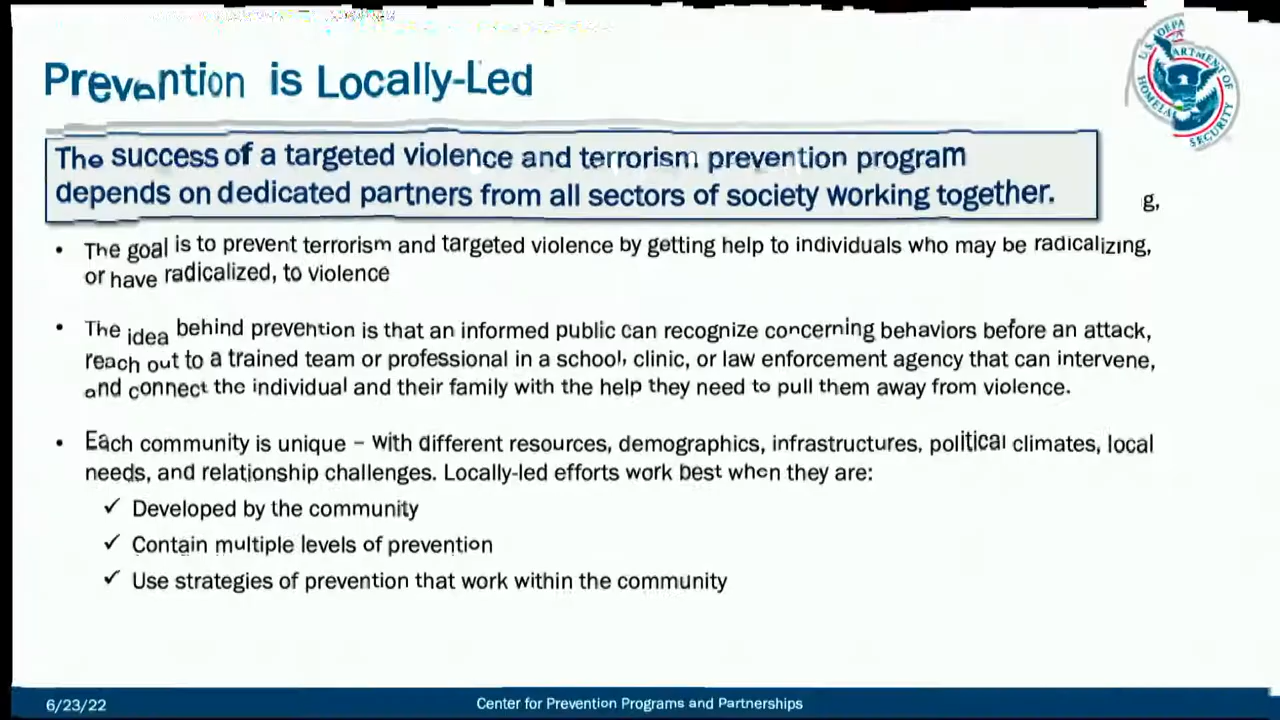 Prevention is Locally-Led
U.S. DEPARTMENT OF HOMELAND SECURITY
The success of a targeted violence and terrorism prevention program
depends on dedicated partners from all sectors of society working together.
g,
• The goal is to prevent terrorism and targeted violence by getting help to individuals who may be radicalizing,
or have radicalized, to violence
• The idea behind prevention is that an informed public can recognize concerning behaviors before an attack,
reach out to a trained team or professional in a school, clinic, or law enforcement agency that can intervene,
and connect the individual and their family with the help they need to pull them away from violence.
• Each community is unique – with different resources, demographics, infrastructures, political climates, local
needs, and relationship challenges. Locally-led efforts work best when they are:
✓ Developed by the community
✓ Contain multiple levels of prevention
✓ Use strategies of prevention that work within the community
6/23/22
Center for Prevention Programs and Partnerships